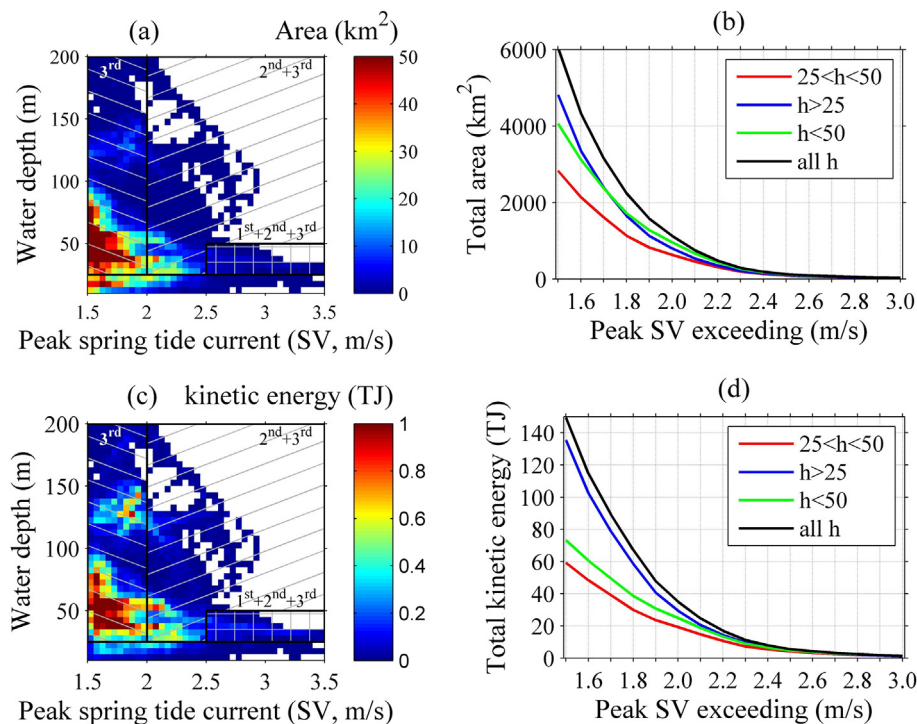 (a) Area (km²)
200
150
100
50
0
Water depth (m)
3rd
2nd+3rd
1st+2nd+3rd
1.5 2 2.5 3 3.5
Peak spring tide current (SV, m/s)
50
40
30
20
10
0
(b)
6000
4000
2000
0
Total area (km²)
25<h<50
h>25
h<50
all h
1.6 1.8 2.0 2.2 2.4 2.6 2.8 3.0
Peak SV exceeding (m/s)
(c) kinetic energy (TJ)
200
150
100
50
0
Water depth (m)
3rd
2nd+3rd
1st+2nd+3rd
1.5 2 2.5 3 3.5
Peak spring tide current (SV, m/s)
1
0.8
0.6
0.4
0.2
0
(d)
140
120
100
80
60
40
20
0
Total kinetic energy (TJ)
25<h<50
h>25
h<50
all h
1.6 1.8 2.0 2.2 2.4 2.6 2.8 3.0
Peak SV exceeding (m/s)